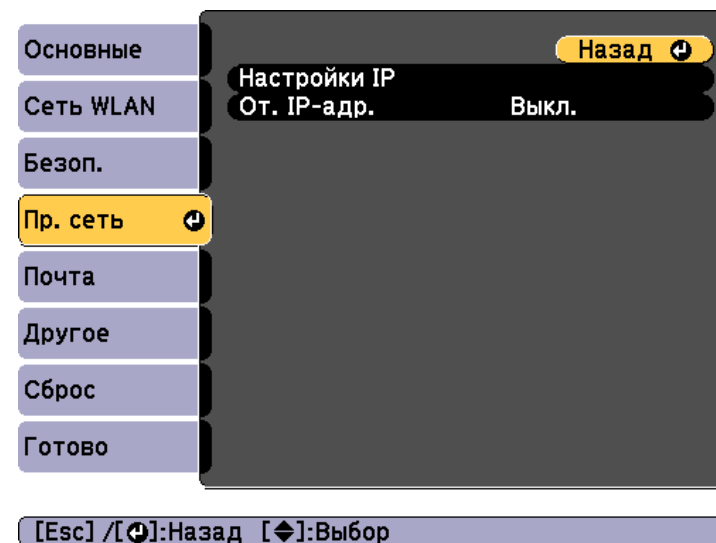 Основные
Сеть WLAN
Безоп.
Пр. сеть
Почта
Другое
Сброс
Готово
Назад
Настройки IP
От. IP-адр. Выкл.
[Esc] /[]:Назад []:Выбор